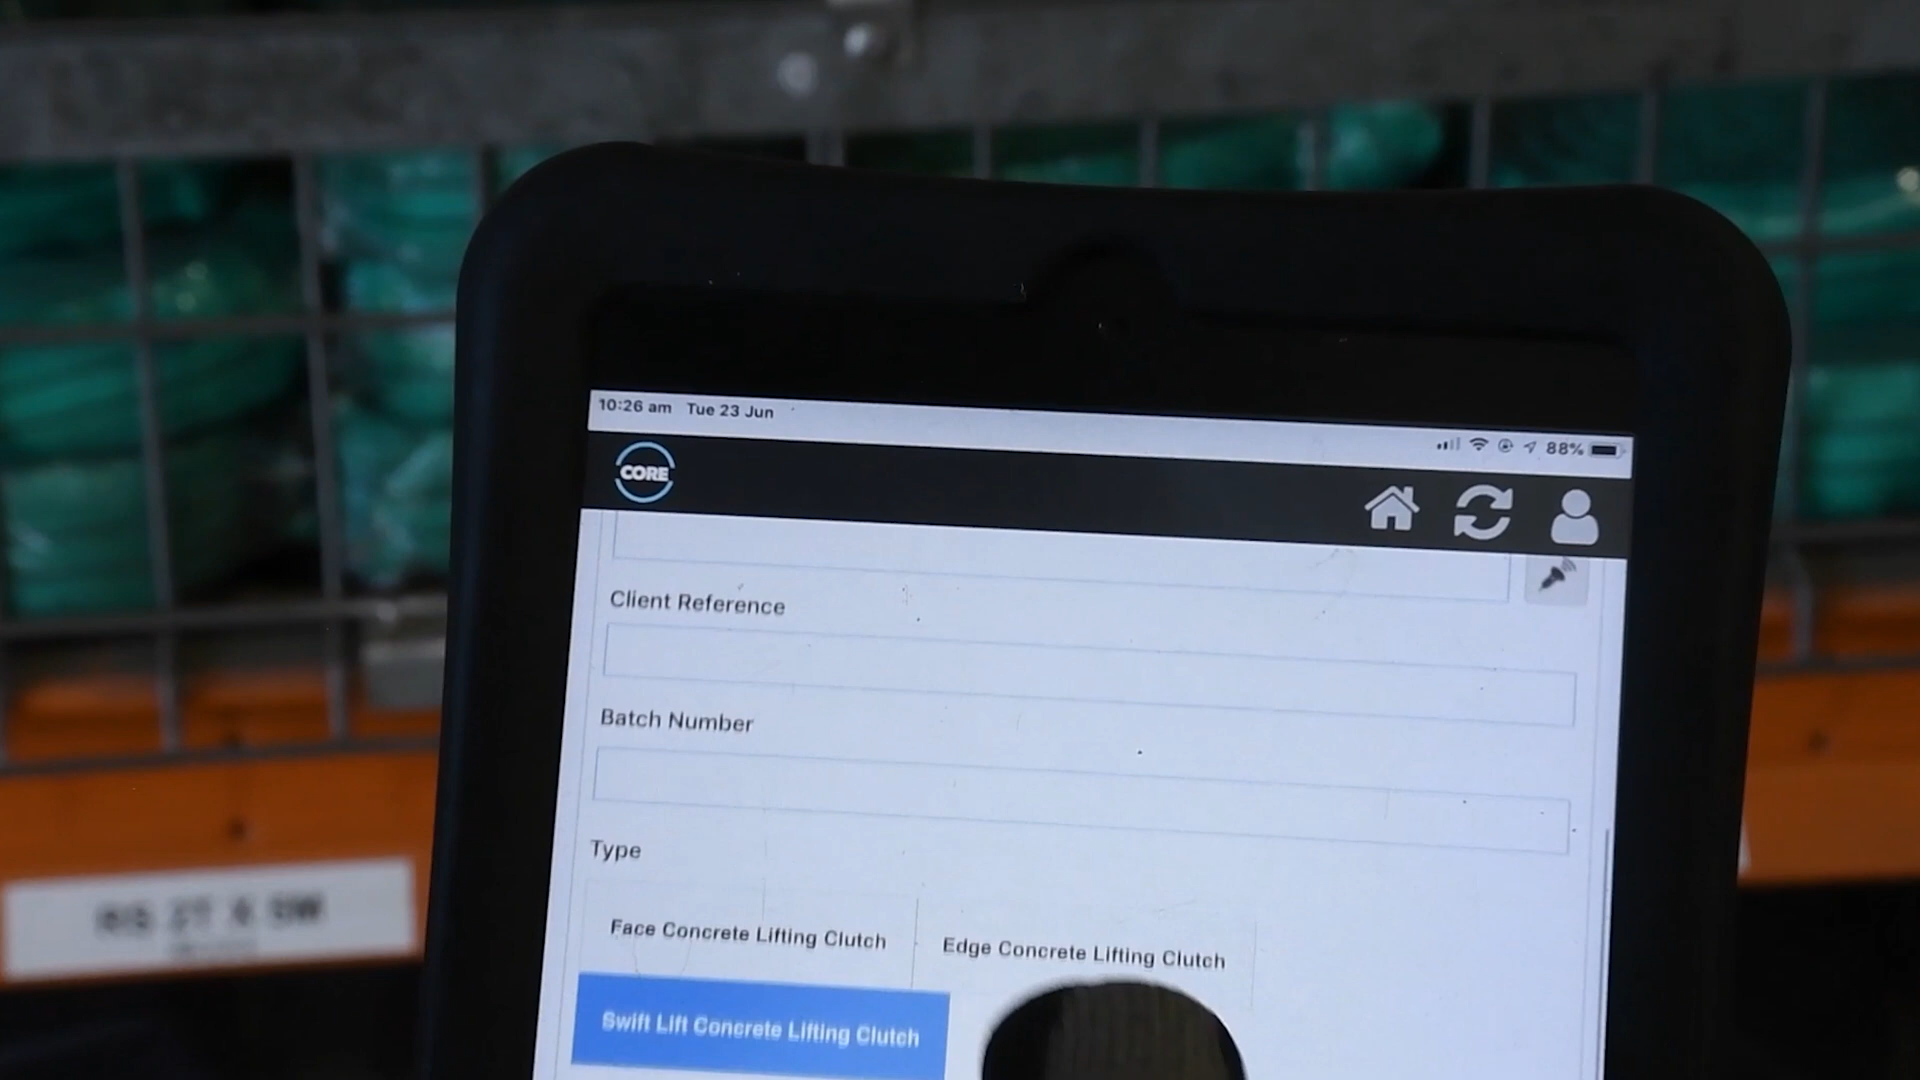 10:26 am Tue 23 Jun
88%
CORE
Client Reference
Batch Number
Type
Face Concrete Lifting Clutch
Edge Concrete Lifting Clutch
Swift Lift Concrete Lifting Clutch